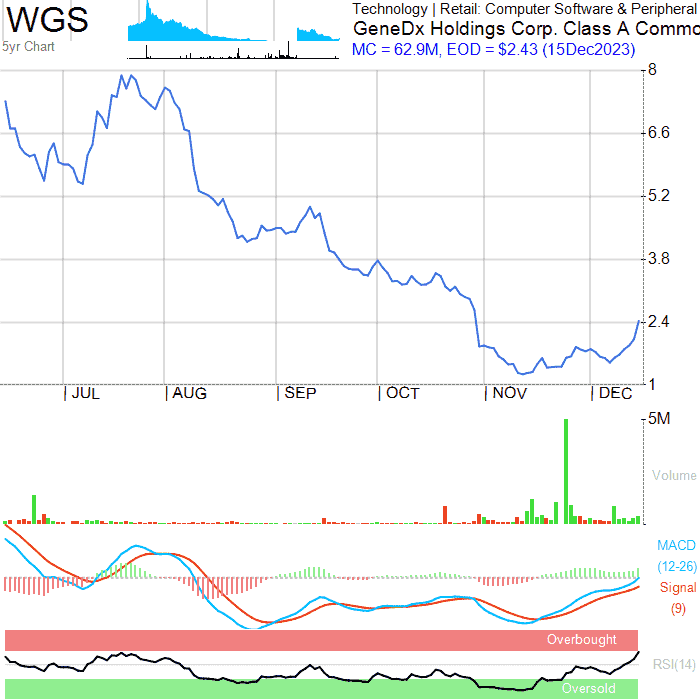 WGS
5yr Chart
Technology | Retail: Computer Software & Peripheral
GeneDx Holdings Corp. Class A Commo
MC = 62.9M, EOD = $2.43 (15Dec2023)
8
6.6
5.2
3.8
2.4
1
JUL AUG SEP OCT NOV DEC
5M
Volume
MACD
(12-26)
Signal
(9)
Overbought
RSI(14)
Oversold